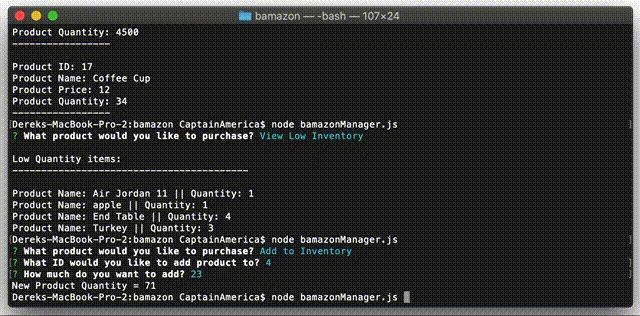 bamazon — -bash — 107×24
Product Quantity: 4500
-----------------
Product ID: 17
Product Name: Coffee Cup
Product Price: 12
Product Quantity: 34
-----------------
[Dereks-MacBook-Pro-2:bamazon CaptainAmerica$ node bamazonManager.js ]
? What product would you like to purchase? View Low Inventory
Low Quantity items:
-----------------------------------------
Product Name: Air Jordan 11 || Quantity: 1
Product Name: apple || Quantity: 1
Product Name: End Table || Quantity: 4
Product Name: Turkey || Quantity: 3
[Dereks-MacBook-Pro-2:bamazon CaptainAmerica$ node bamazonManager.js ]
? What product would you like to purchase? Add to Inventory
[? What ID would you like to add product to? 4 ]
[? How much do you want to add? 23 ]
New Product Quantity = 71
Dereks-MacBook-Pro-2:bamazon CaptainAmerica$ node bamazonManager.js